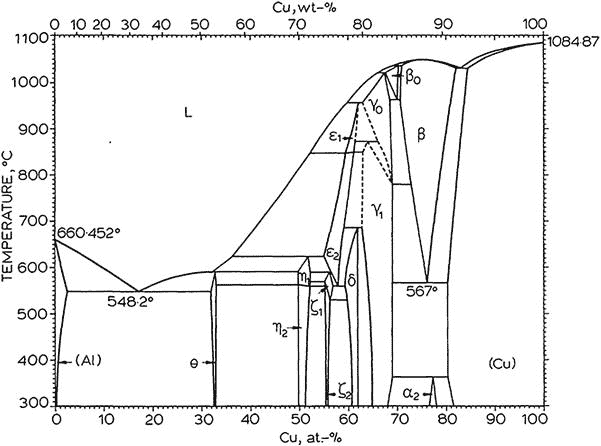 Cu, wt-%
0 10 20 30 40 50 60 70 80 90 100
1100
1000
900
800
700
600
500
400
300
TEMPERATURE, °C
1084·87
660·452°
548·2°
567°
L
ε₁
γ₀
β₀
β
γ₁
ε₂
η₁
δ
ζ₁
η₂
ζ₂
(Al)
θ
α₂
(Cu)
0 10 20 30 40 50 60 70 80 90 100
Cu, at.-%